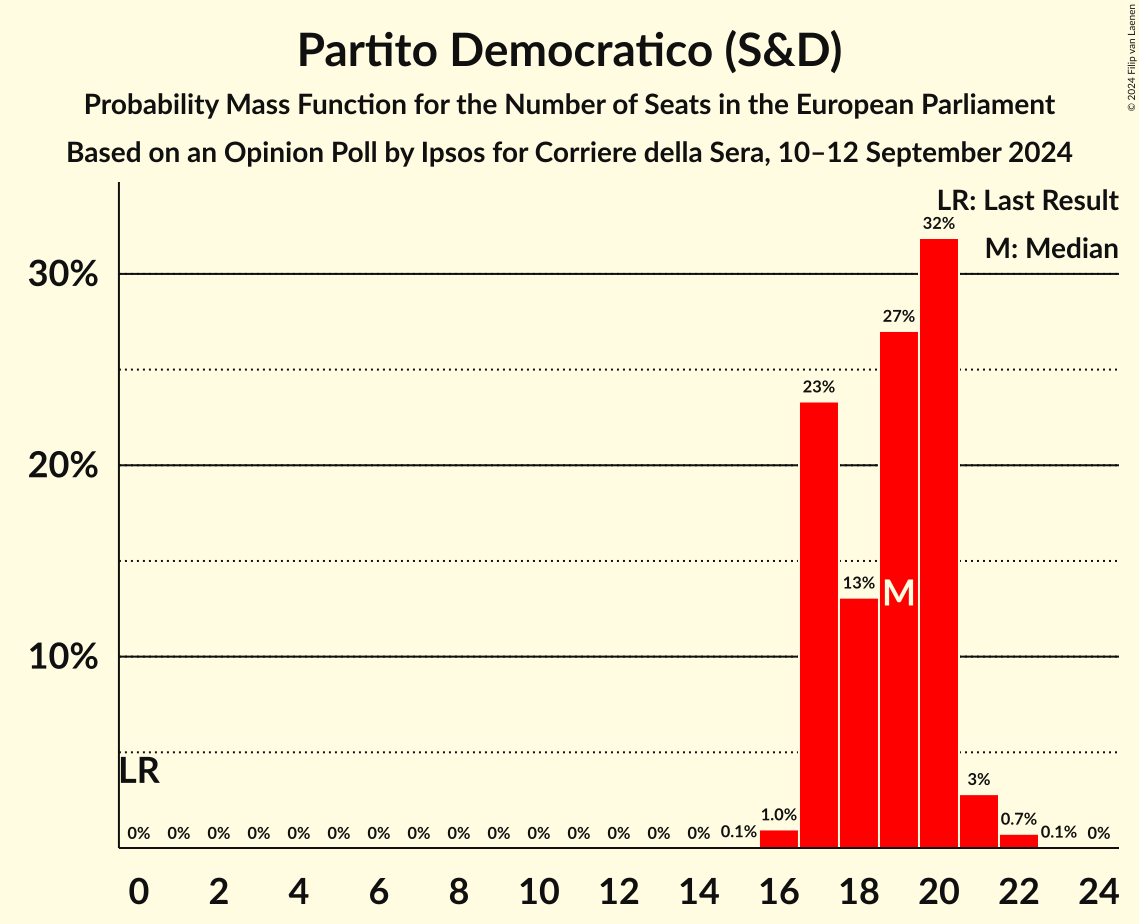 Partito Democratico (S&D)
Probability Mass Function for the Number of Seats in the European Parliament
Based on an Opinion Poll by Ipsos for Corriere della Sera, 10–12 September 2024
© 2024 Filip van Laenen
LR: Last Result
M: Median
30%
20%
10%
32%
27%
23%
13%
M
LR
3%
0% 0% 0% 0% 0% 0% 0% 0% 0% 0% 0% 0% 0% 0% 0% 0.1% 1.0% 0.7% 0.1% 0%
0 2 4 6 8 10 12 14 16 18 20 22 24